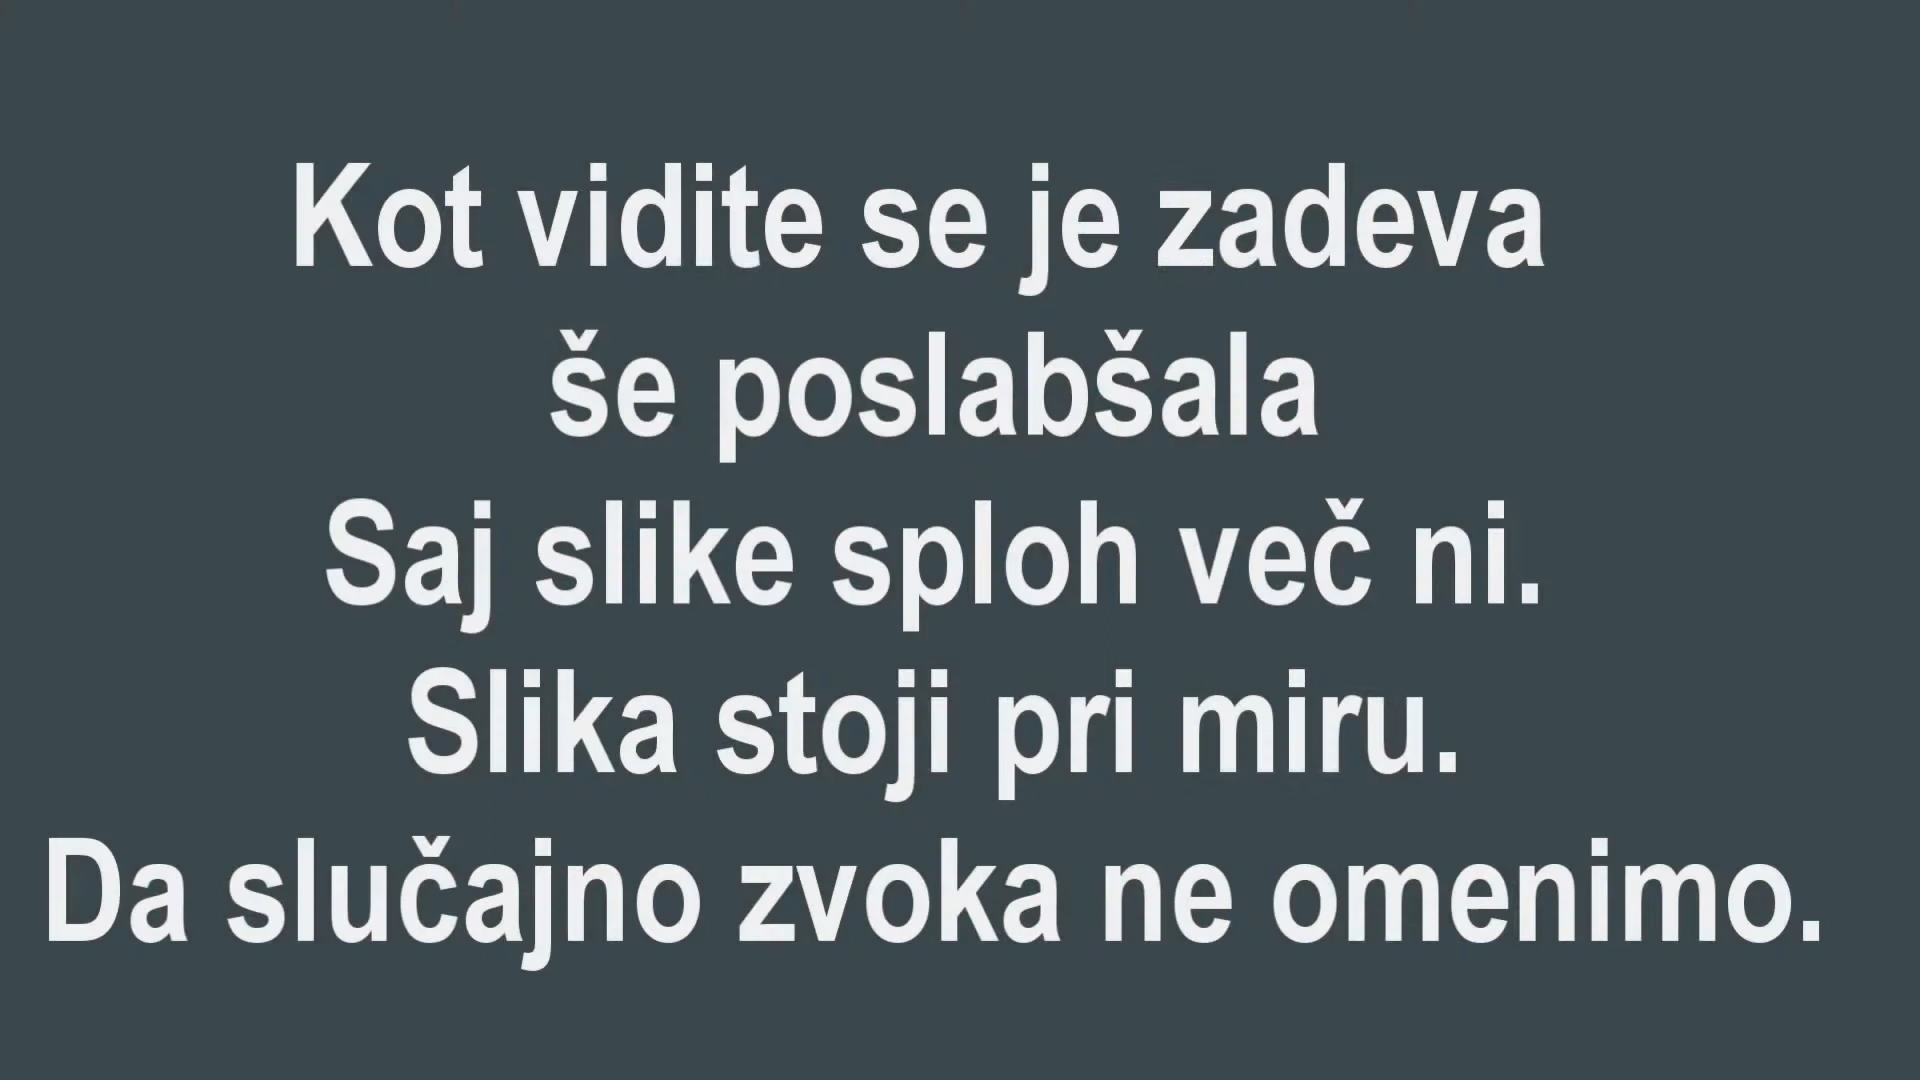 Kot vidite se je zadeva
še poslabšala
Saj slike sploh več ni.
Slika stoji pri miru.
Da slučajno zvoka ne omenimo.